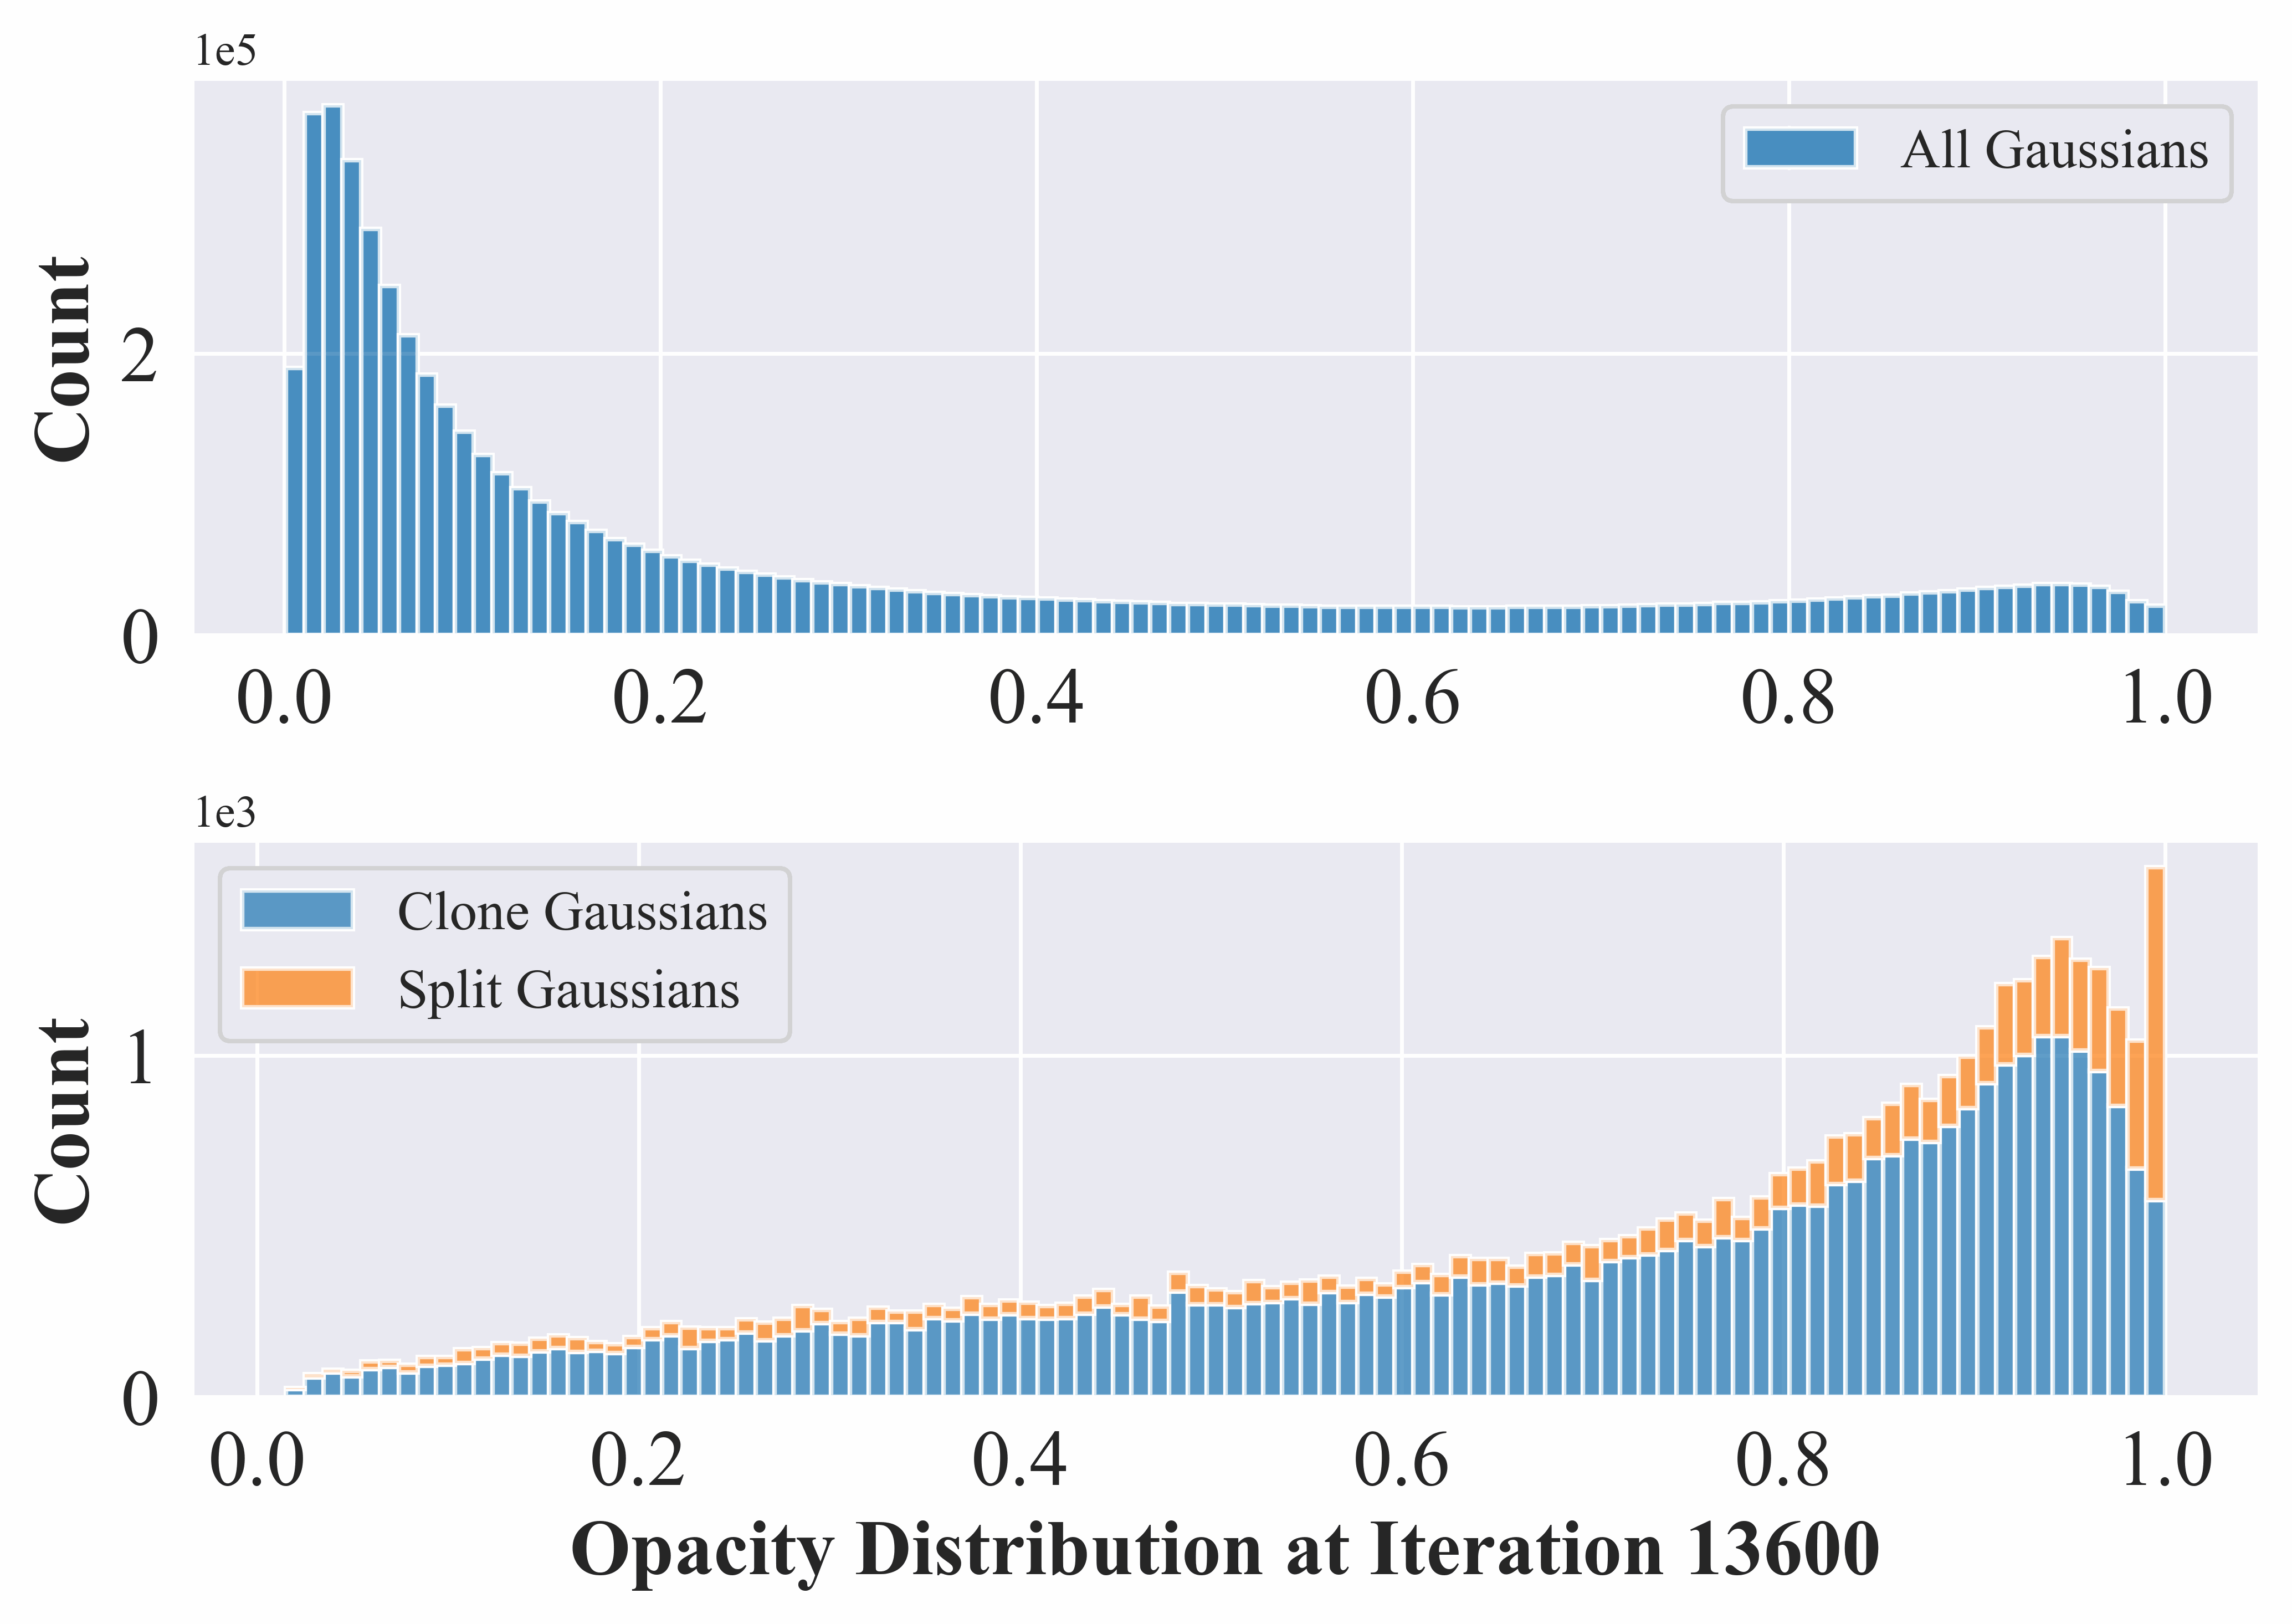 1e5
All Gaussians
Count
2
0
0.0 0.2 0.4 0.6 0.8 1.0
1e3
Clone Gaussians
Split Gaussians
Count
1
0
0.0 0.2 0.4 0.6 0.8 1.0
Opacity Distribution at Iteration 13600